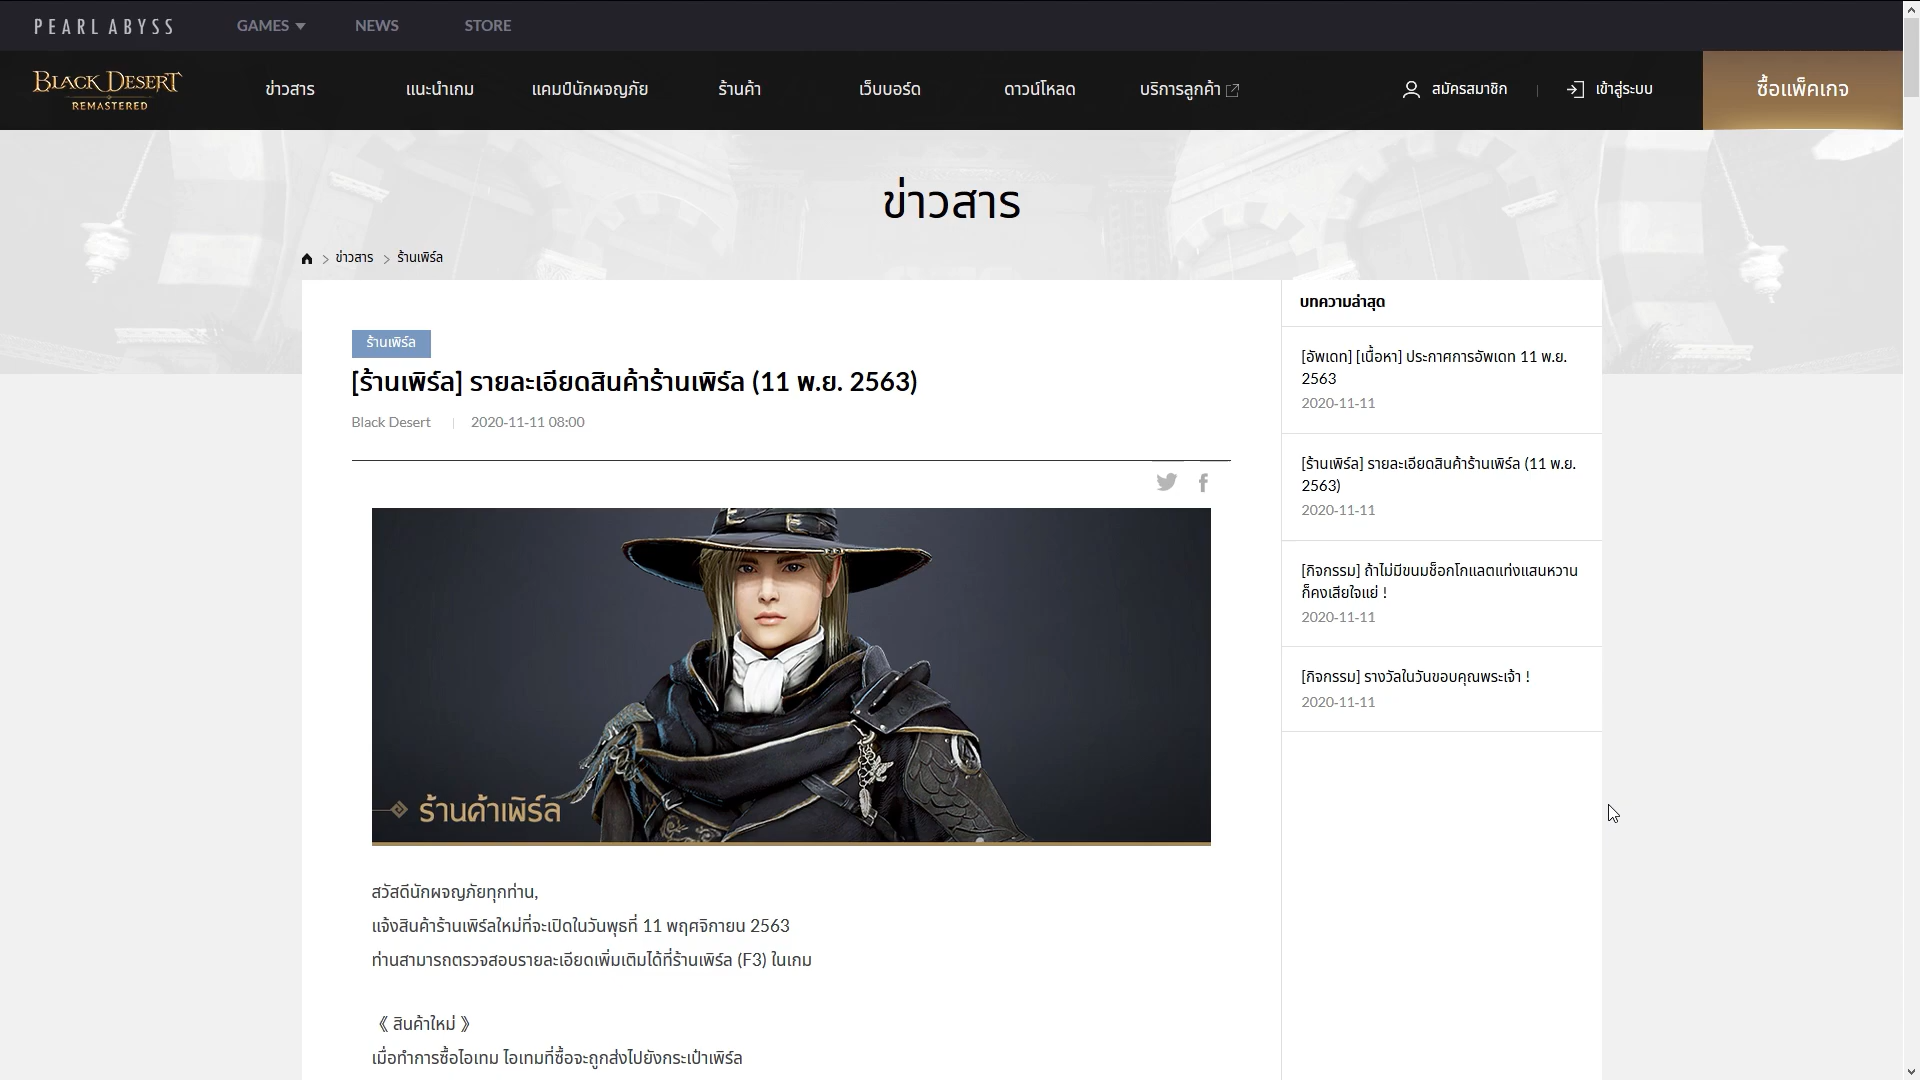 PEARL ABYSS
GAMES
NEWS
STORE
BLACK DESERT
REMASTERED
ข่าวสาร
แนะนำเกม
แคมป์นักผจญภัย
ร้านค้า
เว็บบอร์ด
ดาวน์โหลด
บริการลูกค้า
สมัครสมาชิก
เข้าสู่ระบบ
ซื้อแพ็คเกจ
ข่าวสาร
ข่าวสาร
ร้านเพิร์ล
ร้านเพิร์ล
[ร้านเพิร์ล] รายละเอียดสินค้าร้านเพิร์ล (11 พ.ย. 2563)
Black Desert
2020-11-11 08:00
ร้านค้าเพิร์ล
สวัสดีนักผจญภัยทุกท่าน,
แจ้งสินค้าร้านเพิร์ลใหม่ที่จะเปิดในวันพุธที่ 11 พฤศจิกายน 2563
ท่านสามารถตรวจสอบรายละเอียดเพิ่มเติมได้ที่ร้านเพิร์ล (F3) ในเกม
《 สินค้าใหม่ 》
เมื่อทำการซื้อไอเทม ไอเทมที่ซื้อจะถูกส่งไปยังกระเป๋าเพิร์ล
บทความล่าสุด
[อัพเดท] [เนื้อหา] ประกาศการอัพเดท 11 พ.ย.
2563
2020-11-11
[ร้านเพิร์ล] รายละเอียดสินค้าร้านเพิร์ล (11 พ.ย.
2563)
2020-11-11
[กิจกรรม] ถ้าไม่มีขนมช็อกโกแลตแท่งแสนหวาน
ก็คงเสียใจแย่ !
2020-11-11
[กิจกรรม] รางวัลในวันขอบคุณพระเจ้า !
2020-11-11